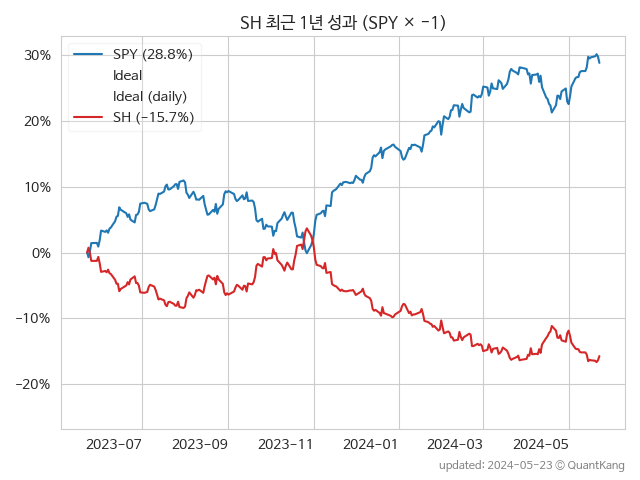 SH 최근 1년 성과 (SPY × −1)
30%
20%
10%
0%
−10%
−20%
SPY (28.8%)
Ideal
Ideal (daily)
SH (−15.7%)
2023-07
2023-09
2023-11
2024-01
2024-03
2024-05
updated: 2024-05-23 ⓒ QuantKang